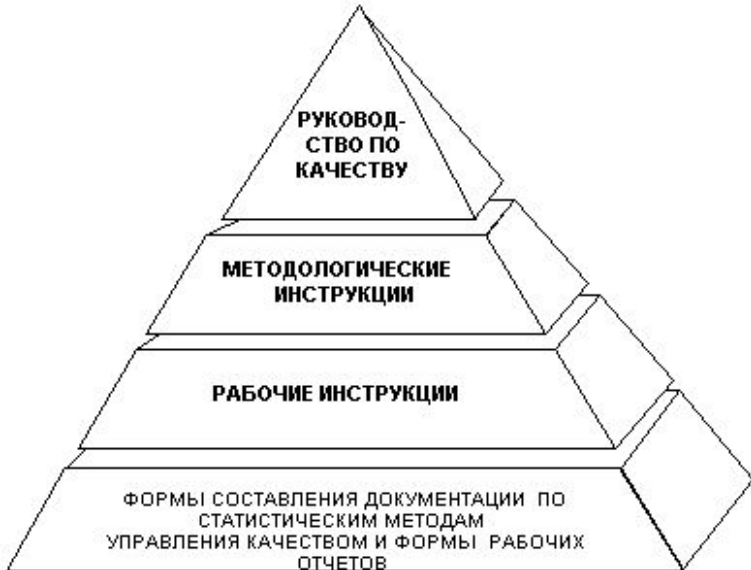 РУКОВОД-
СТВО ПО
КАЧЕСТВУ
МЕТОДОЛОГИЧЕСКИЕ
ИНСТРУКЦИИ
РАБОЧИЕ ИНСТРУКЦИИ
ФОРМЫ СОСТАВЛЕНИЯ ДОКУМЕНТАЦИИ ПО
СТАТИСТИЧЕСКИМ МЕТОДАМ
УПРАВЛЕНИЯ КАЧЕСТВОМ И ФОРМЫ РАБОЧИХ
ОТЧЕТОВ